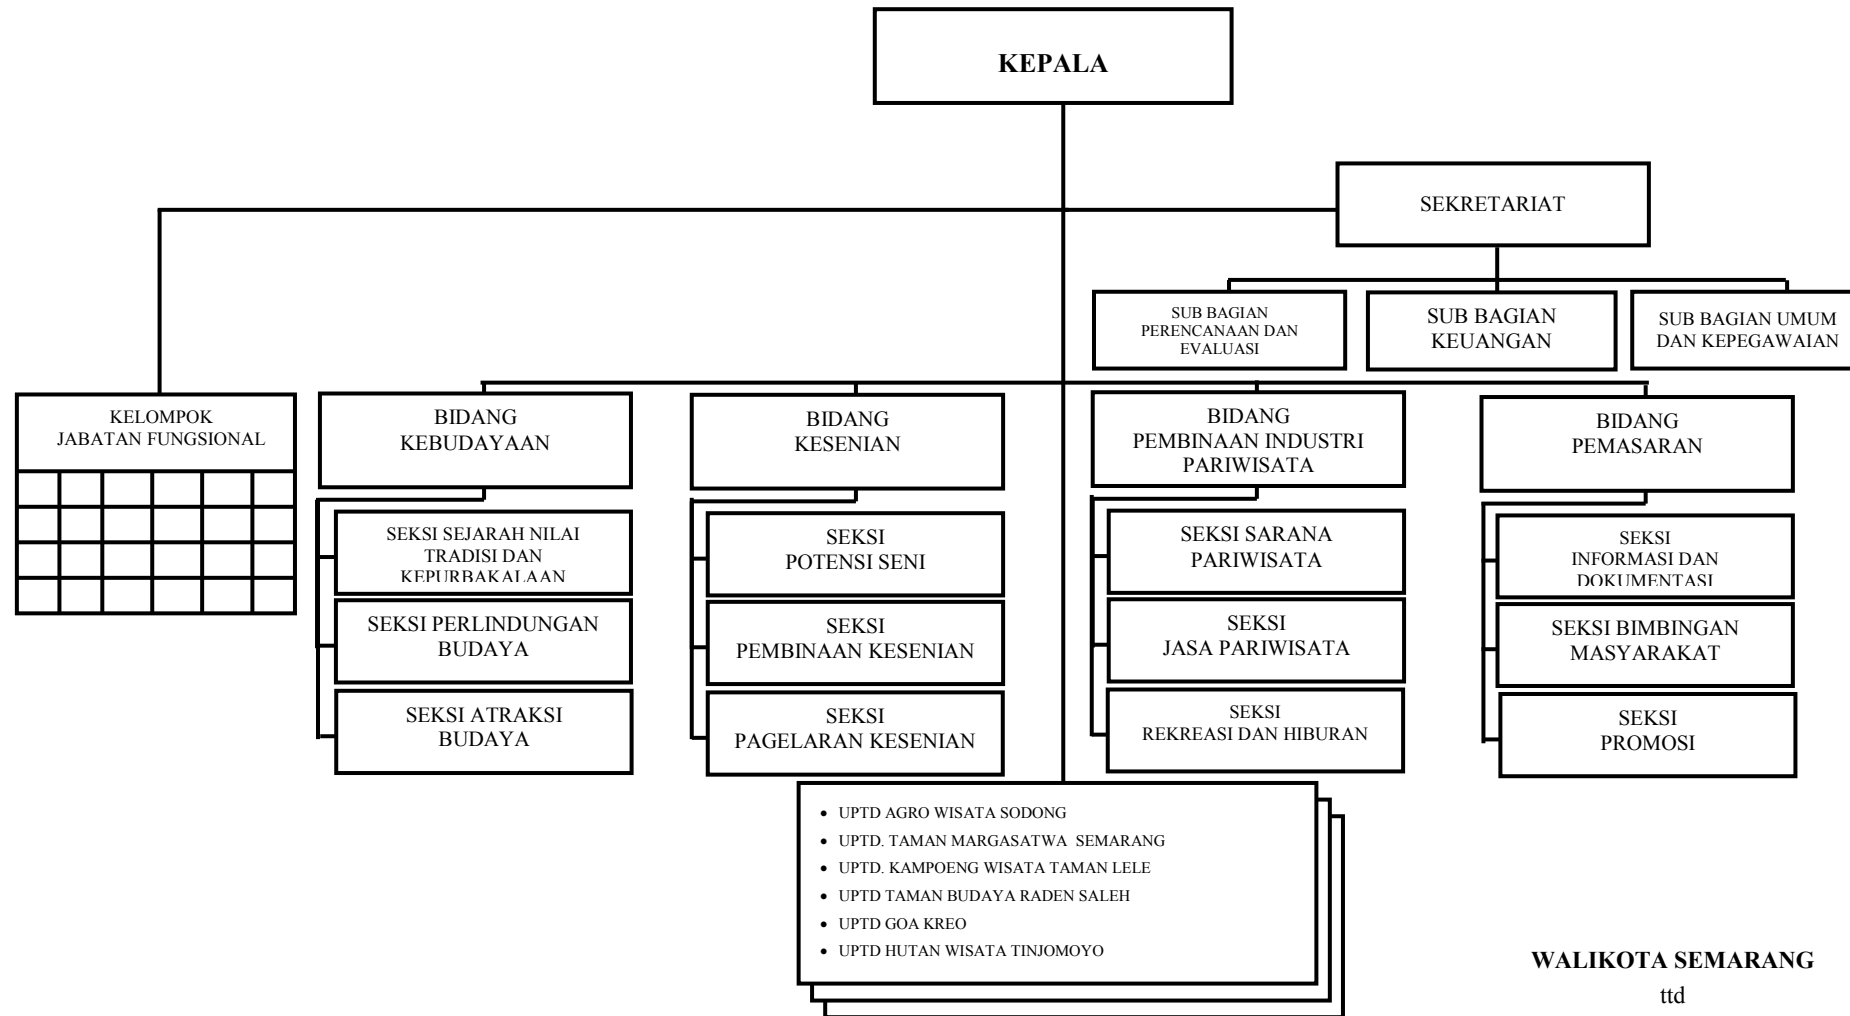 KEPALA
SEKRETARIAT
SUB BAGIAN
PERENCANAAN DAN
EVALUASI
SUB BAGIAN
KEUANGAN
SUB BAGIAN UMUM
DAN KEPEGAWAIAN
KELOMPOK
JABATAN FUNGSIONAL
BIDANG
KEBUDAYAAN
BIDANG
KESENIAN
BIDANG
PEMBINAAN INDUSTRI
PARIWISATA
BIDANG
PEMASARAN
SEKSI SEJARAH NILAI
TRADISI DAN
KEPURBAKALAAN
SEKSI PERLINDUNGAN
BUDAYA
SEKSI ATRAKSI
BUDAYA
SEKSI
POTENSI SENI
SEKSI
PEMBINAAN KESENIAN
SEKSI
PAGELARAN KESENIAN
SEKSI SARANA
PARIWISATA
SEKSI
JASA PARIWISATA
SEKSI
REKREASI DAN HIBURAN
SEKSI
INFORMASI DAN
DOKUMENTASI
SEKSI BIMBINGAN
MASYARAKAT
SEKSI
PROMOSI
• UPTD AGRO WISATA SODONG
• UPTD. TAMAN MARGASATWA SEMARANG
• UPTD. KAMPOENG WISATA TAMAN LELE
• UPTD TAMAN BUDAYA RADEN SALEH
• UPTD GOA KREO
• UPTD HUTAN WISATA TINJOMOYO
WALIKOTA SEMARANG
ttd